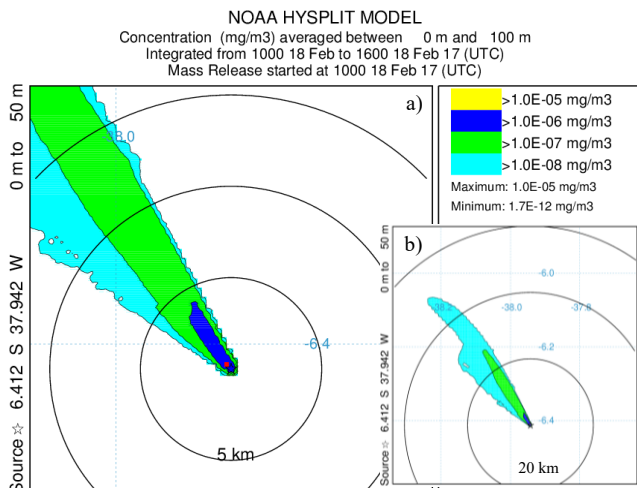 NOAA HYSPLIT MODEL
Concentration (mg/m3) averaged between 0 m and 100 m
Integrated from 1000 18 Feb to 1600 18 Feb 17 (UTC)
Mass Release started at 1000 18 Feb 17 (UTC)
a)
-38.0
-6.4
5 km
Source ☆ 6.412 S 37.942 W 0 m to 50 m
>1.0E-05 mg/m3
>1.0E-06 mg/m3
>1.0E-07 mg/m3
>1.0E-08 mg/m3
Maximum: 1.0E-05 mg/m3
Minimum: 1.7E-12 mg/m3
b)
-6.0
-38.2
-38.0
-37.8
-6.2
-6.4
20 km
Source ☆ 6.412 S 37.942 W 0 m to 50 m